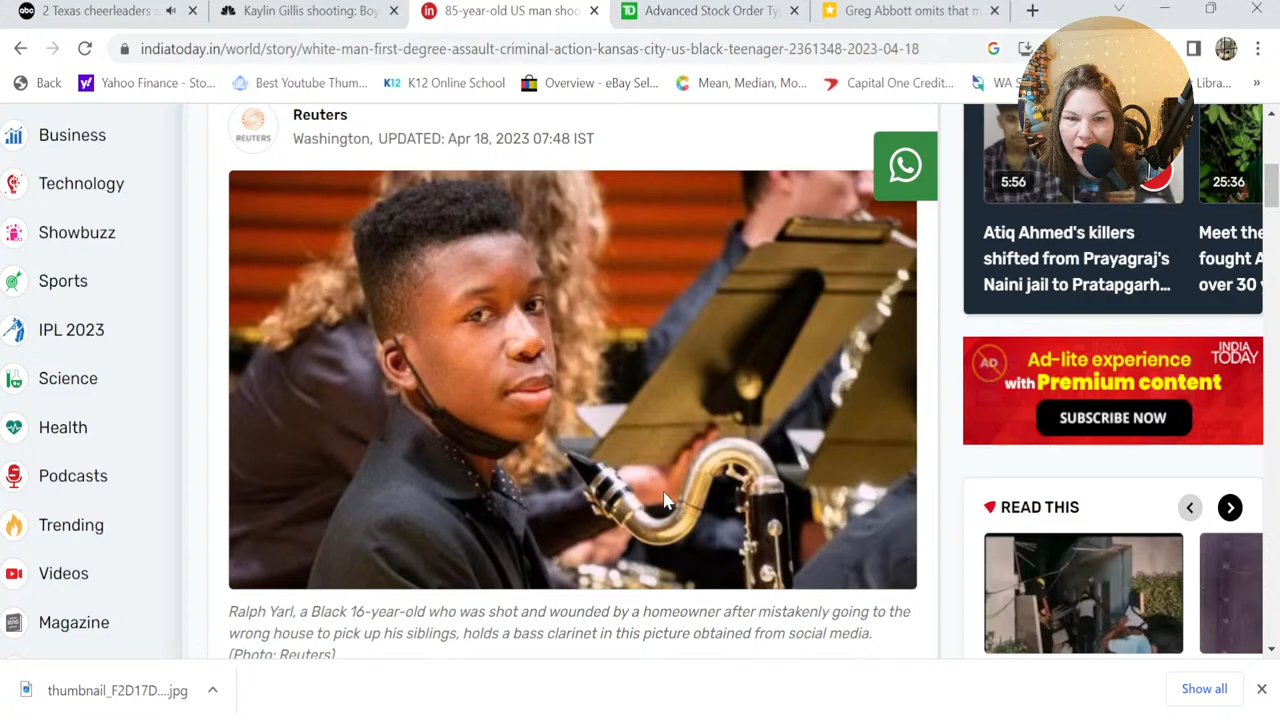 2 Texas cheerleaders
Kaylin Gillis shooting: Boy
85-year-old US man shoo
Advanced Stock Order Ty
Greg Abbott omits that m
indiatoday.in/world/story/white-man-first-degree-assault-criminal-action-kansas-city-us-black-teenager-2361348-2023-04-18
Back
Yahoo Finance - Sto...
Best Youtube Thum...
K12 Online School
Overview - eBay Sel...
Mean, Median, Mo...
Capital One Credit...
WA S
Libra...
Business
Technology
Showbuzz
Sports
IPL 2023
Science
Health
Podcasts
Trending
Videos
Magazine
REUTERS
Reuters
Washington, UPDATED: Apr 18, 2023 07:48 IST
Ralph Yarl, a Black 16-year-old who was shot and wounded by a homeowner after mistakenly going to the
wrong house to pick up his siblings, holds a bass clarinet in this picture obtained from social media.
(Photo: Reuters)
5:56
25:36
Atiq Ahmed's killers
shifted from Prayagraj's
Naini jail to Pratapgarh...
Meet the
fought A
over 30
AD
Ad-lite experience
with Premium content
INDIA
TODAY
SUBSCRIBE NOW
READ THIS
thumbnail_F2D17D....jpg
Show all